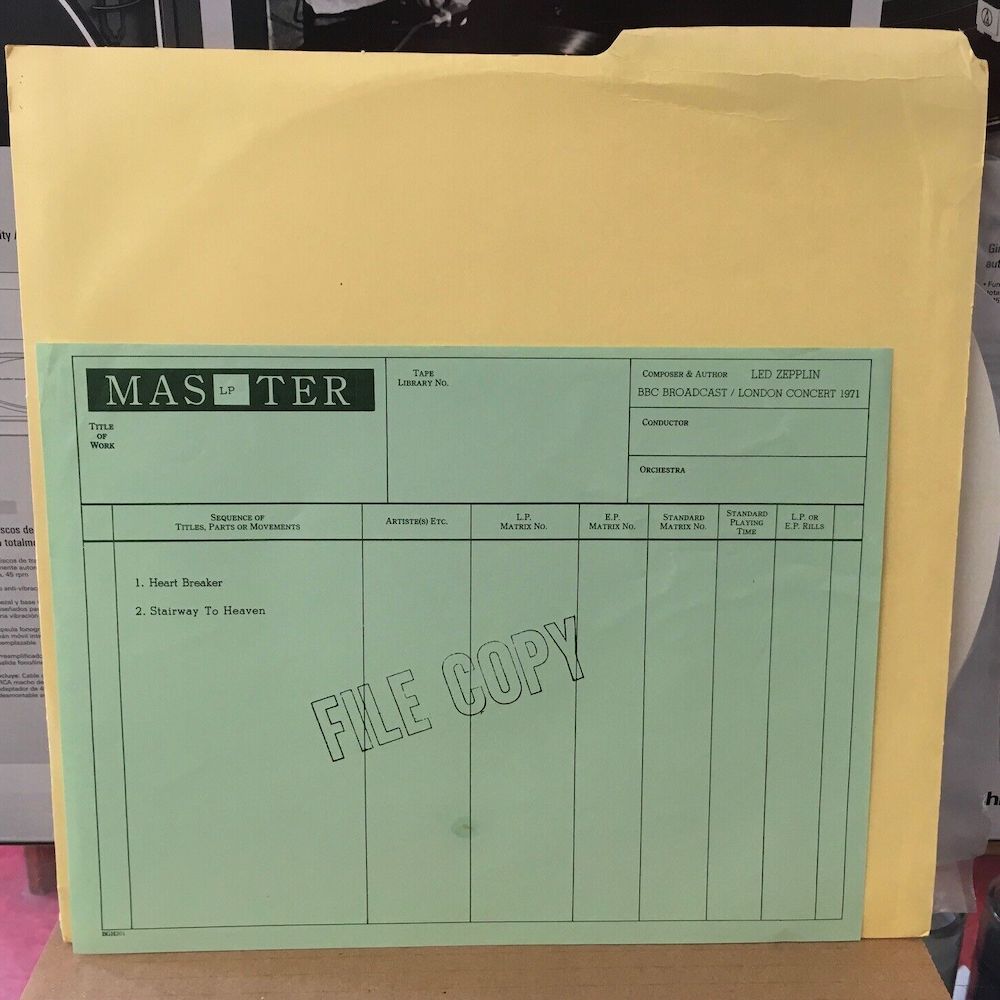 MAS LP TER
TITLE
OF
WORK
TAPE
LIBRARY NO.
COMPOSER & AUTHOR LED ZEPPLIN
BBC BROADCAST / LONDON CONCERT 1971
CONDUCTOR
ORCHESTRA
SEQUENCE OF
TITLES, PARTS OR MOVEMENTS
ARTISTE(S) ETC.
L.P.
MATRIX NO.
E.P.
MATRIX NO.
STANDARD
MATRIX NO.
STANDARD
PLAYING
TIME
L.P. OR
E.P. RILLS
1. Heart Breaker
2. Stairway To Heaven
FILE COPY